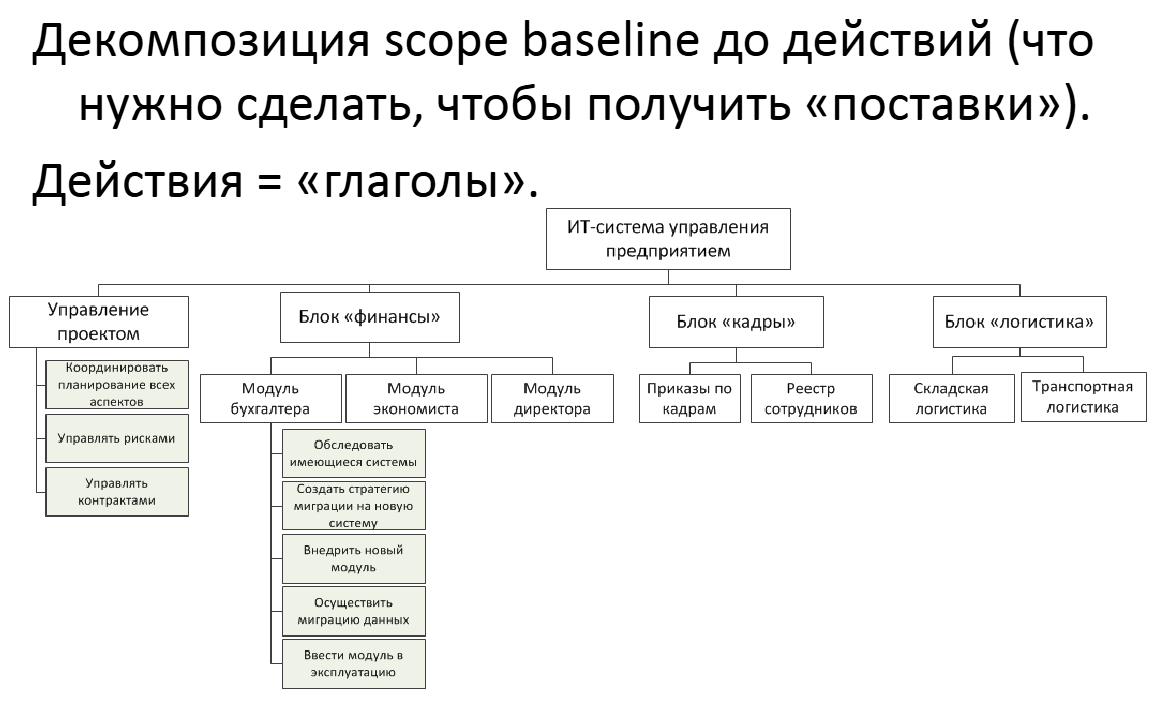 Декомпозиция scope baseline до действий (что
нужно сделать, чтобы получить «поставки»).
Действия = «глаголы».
ИТ-система управления
предприятием
Управление
проектом
Блок «финансы»
Блок «кадры»
Блок «логистика»
Координировать
планирование всех
аспектов
Управлять рисками
Управлять
контрактами
Модуль
бухгалтера
Модуль
экономиста
Модуль
директора
Приказы по
кадрам
Реестр
сотрудников
Складская
логистика
Транспортная
логистика
Обследовать
имеющиеся системы
Создать стратегию
миграции на новую
систему
Внедрить новый
модуль
Осуществить
миграцию данных
Ввести модуль в
эксплуатацию